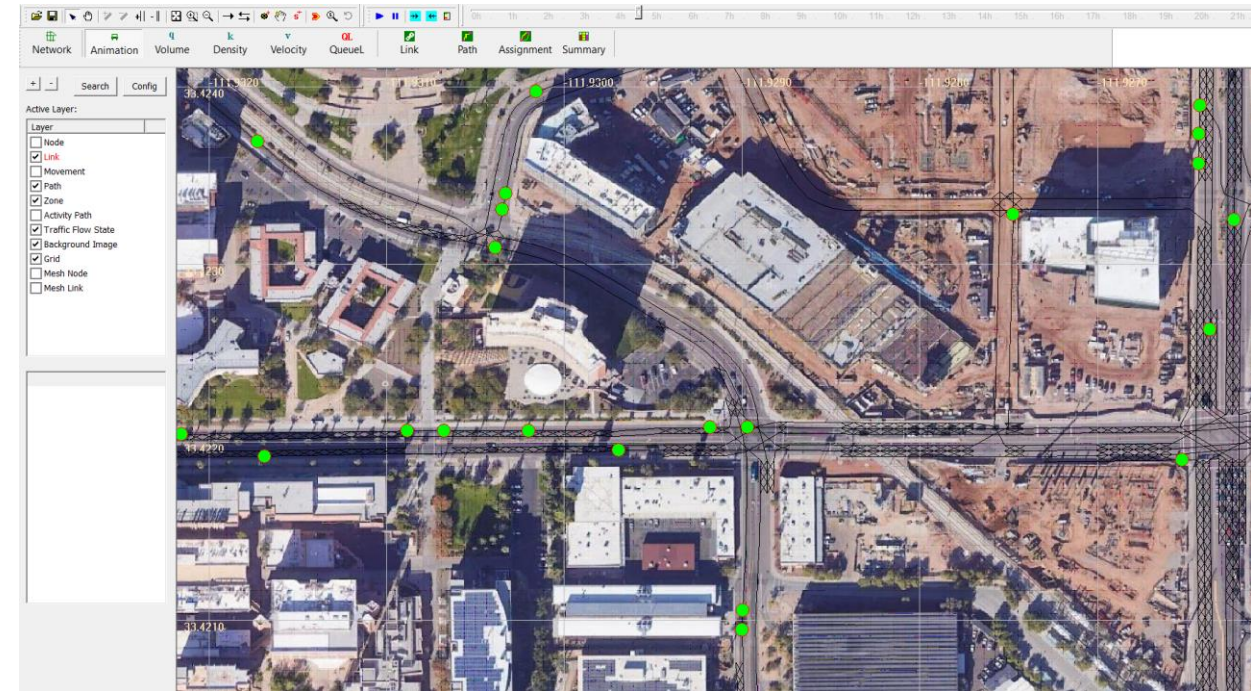 0h 1h 2h 3h 4h 5h 6h 7h 8h 9h 10h 11h 12h 13h 14h 15h 16h 17h 18h 19h 20h 21h
q k v QL
Network Animation Volume Density Velocity QueueL Link Path Assignment Summary
+ - Search Config
Active Layer:
Layer
Node
Link
Movement
Path
Zone
Activity Path
Traffic Flow State
Background Image
Grid
Mesh Node
Mesh Link
-111.9320 -111.9310 -111.9300 -111.9290 -111.9280 -111.9270
33.4240
33.4220
33.4210